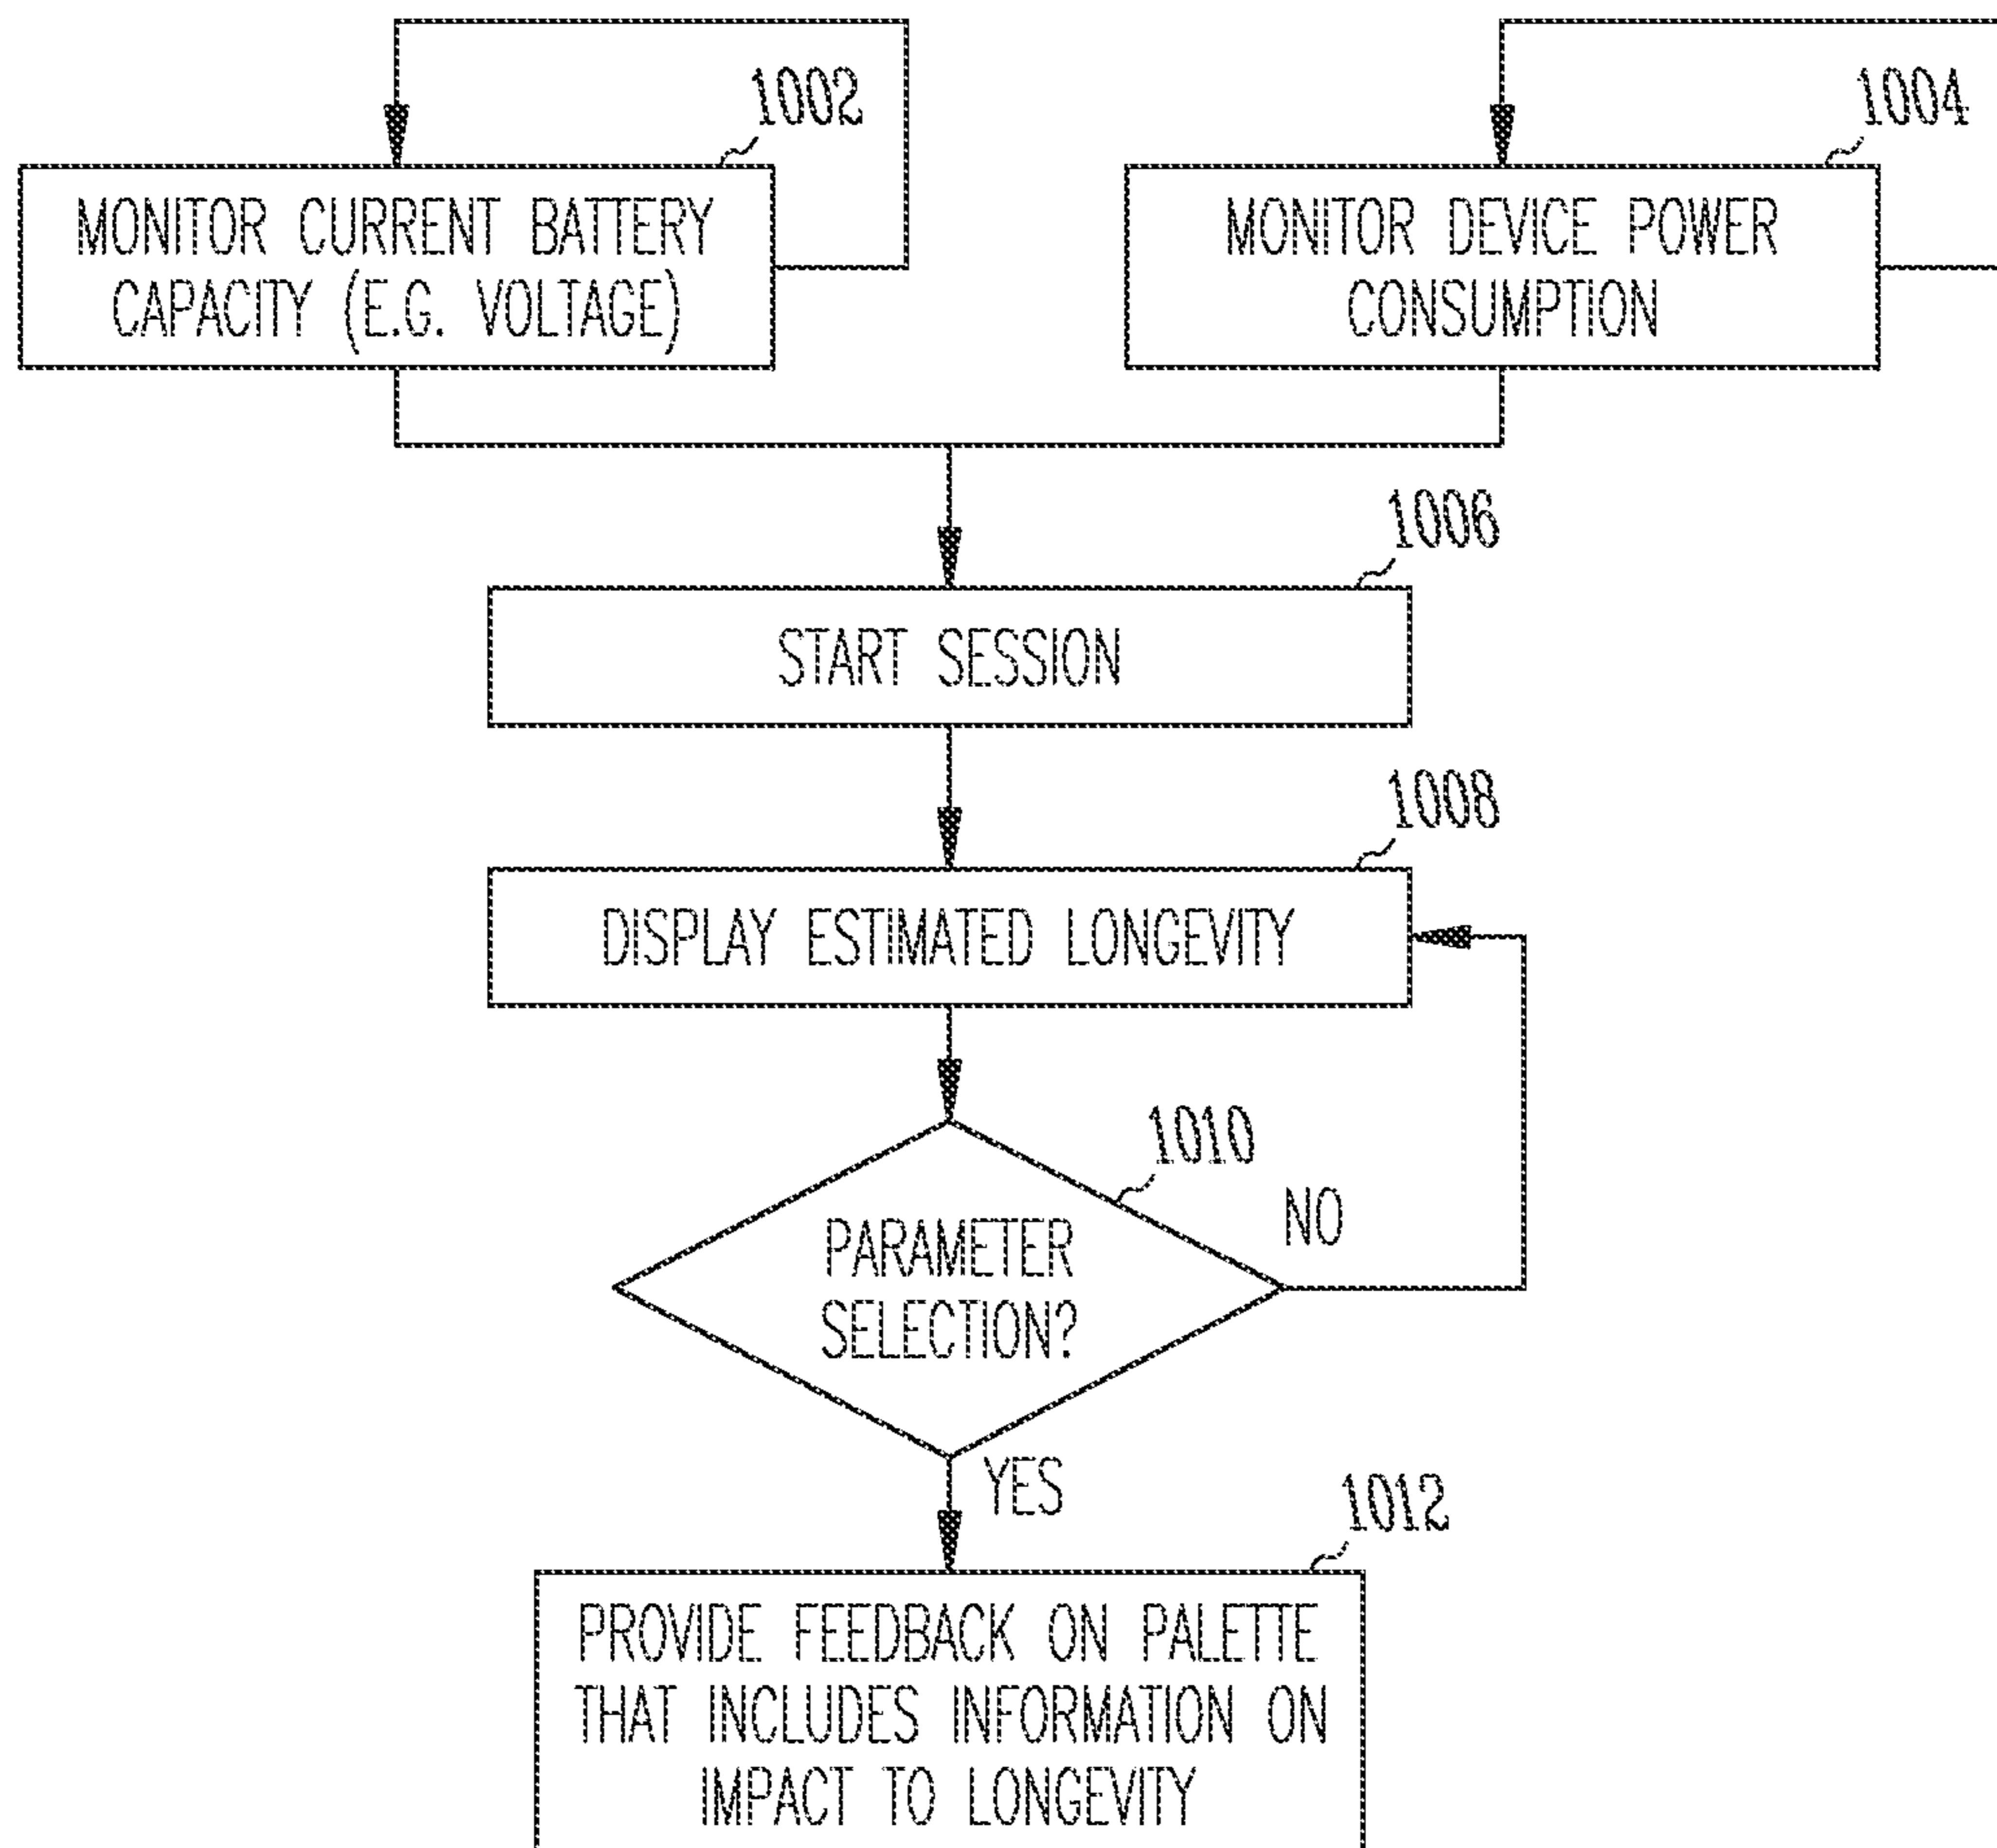 1002
1004
MONITOR CURRENT BATTERY
CAPACITY (E.G. VOLTAGE)
MONITOR DEVICE POWER
CONSUMPTION
1006
START SESSION
1008
DISPLAY ESTIMATED LONGEVITY
1010
NO
PARAMETER
SELECTION?
YES
1012
PROVIDE FEEDBACK ON PALETTE
THAT INCLUDES INFORMATION ON
IMPACT TO LONGEVITY